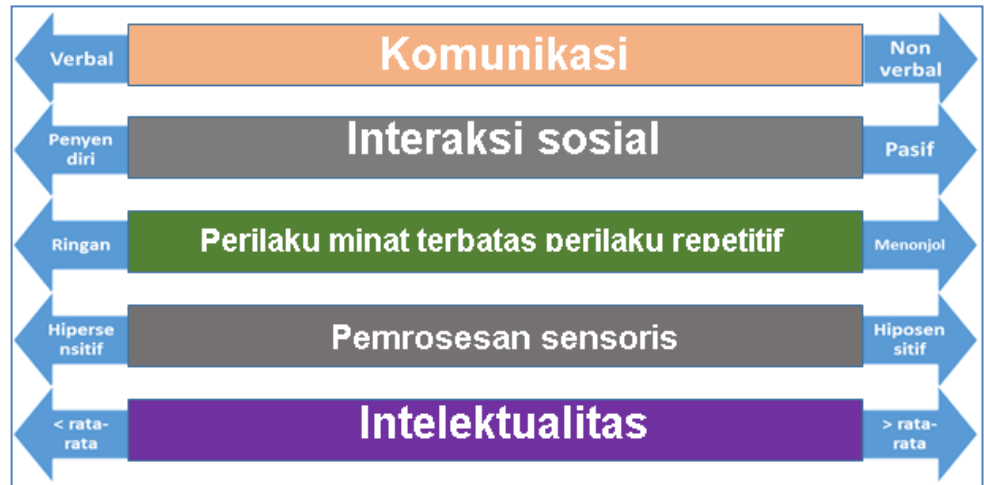 Verbal
Komunikasi
Non
verbal
Penyen
diri
Interaksi sosial
Pasif
Ringan
Perilaku minat terbatas perilaku repetitif
Menonjol
Hiperse
nsitif
Pemrosesan sensoris
Hiposen
sitif
< rata-
rata
Intelektualitas
> rata-
rata